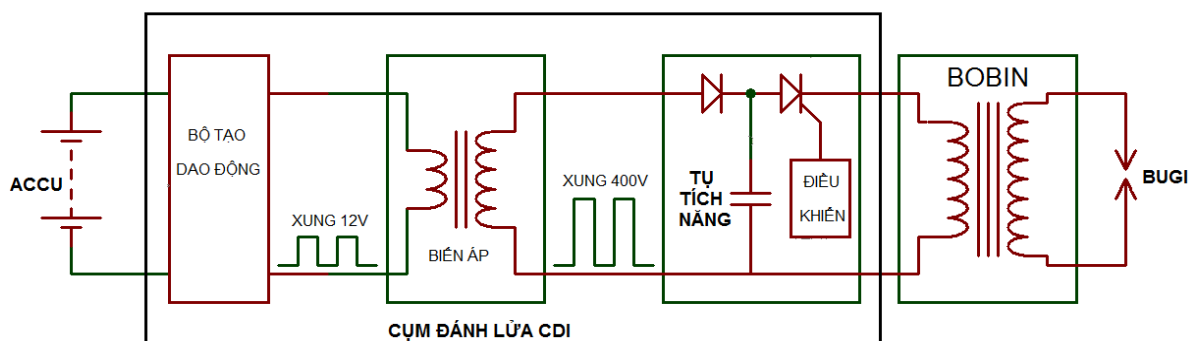 ACCU
BỘ TẠO
DAO ĐỘNG
XUNG 12V
BIẾN ÁP
XUNG 400V
TỤ
TÍCH
NĂNG
ĐIỀU
KHIỂN
BOBIN
BUGI
CỤM ĐÁNH LỬA CDI